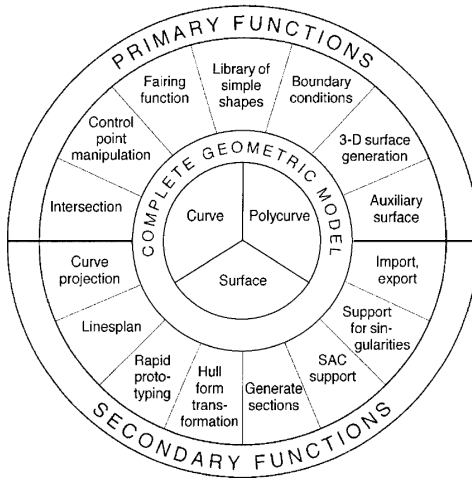 PRIMARY FUNCTIONS
Intersection
Control
point
manipulation
Fairing
function
Library of
simple
shapes
Boundary
conditions
3-D surface
generation
Auxiliary
surface
COMPLETE GEOMETRIC MODEL
Curve
Polycurve
Surface
Curve
projection
Linesplan
Rapid
proto-
typing
Hull
form
trans-
formation
Generate
sections
SAC
support
Support
for sin-
gularities
Import,
export
SECONDARY FUNCTIONS